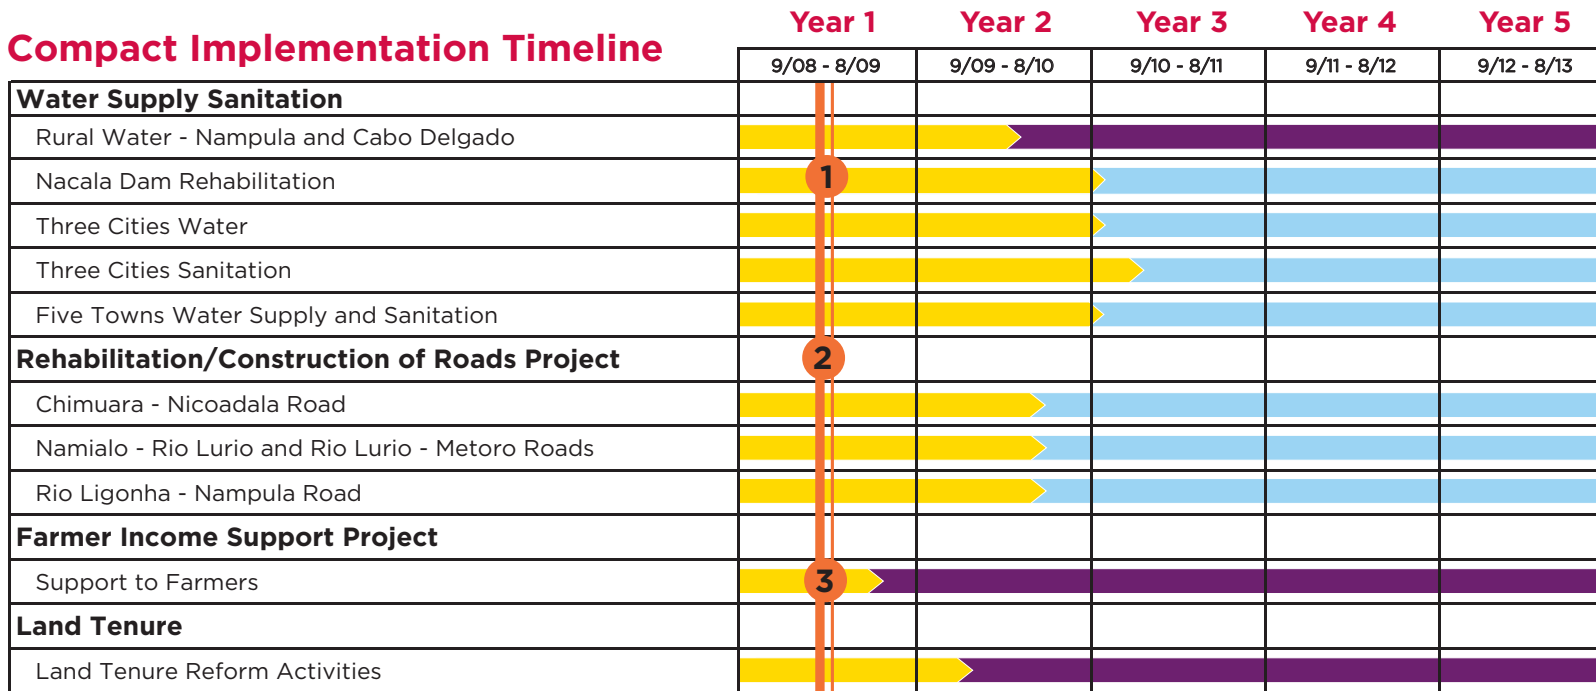 Compact Implementation Timeline
Year 1 Year 2 Year 3 Year 4 Year 5
9/08 - 8/09 9/09 - 8/10 9/10 - 8/11 9/11 - 8/12 9/12 - 8/13
Water Supply Sanitation
Rural Water - Nampula and Cabo Delgado
Nacala Dam Rehabilitation 1
Three Cities Water
Three Cities Sanitation
Five Towns Water Supply and Sanitation
Rehabilitation/Construction of Roads Project 2
Chimuara - Nicoadala Road
Namialo - Rio Lurio and Rio Lurio - Metoro Roads
Rio Ligonha - Nampula Road
Farmer Income Support Project
Support to Farmers 3
Land Tenure
Land Tenure Reform Activities